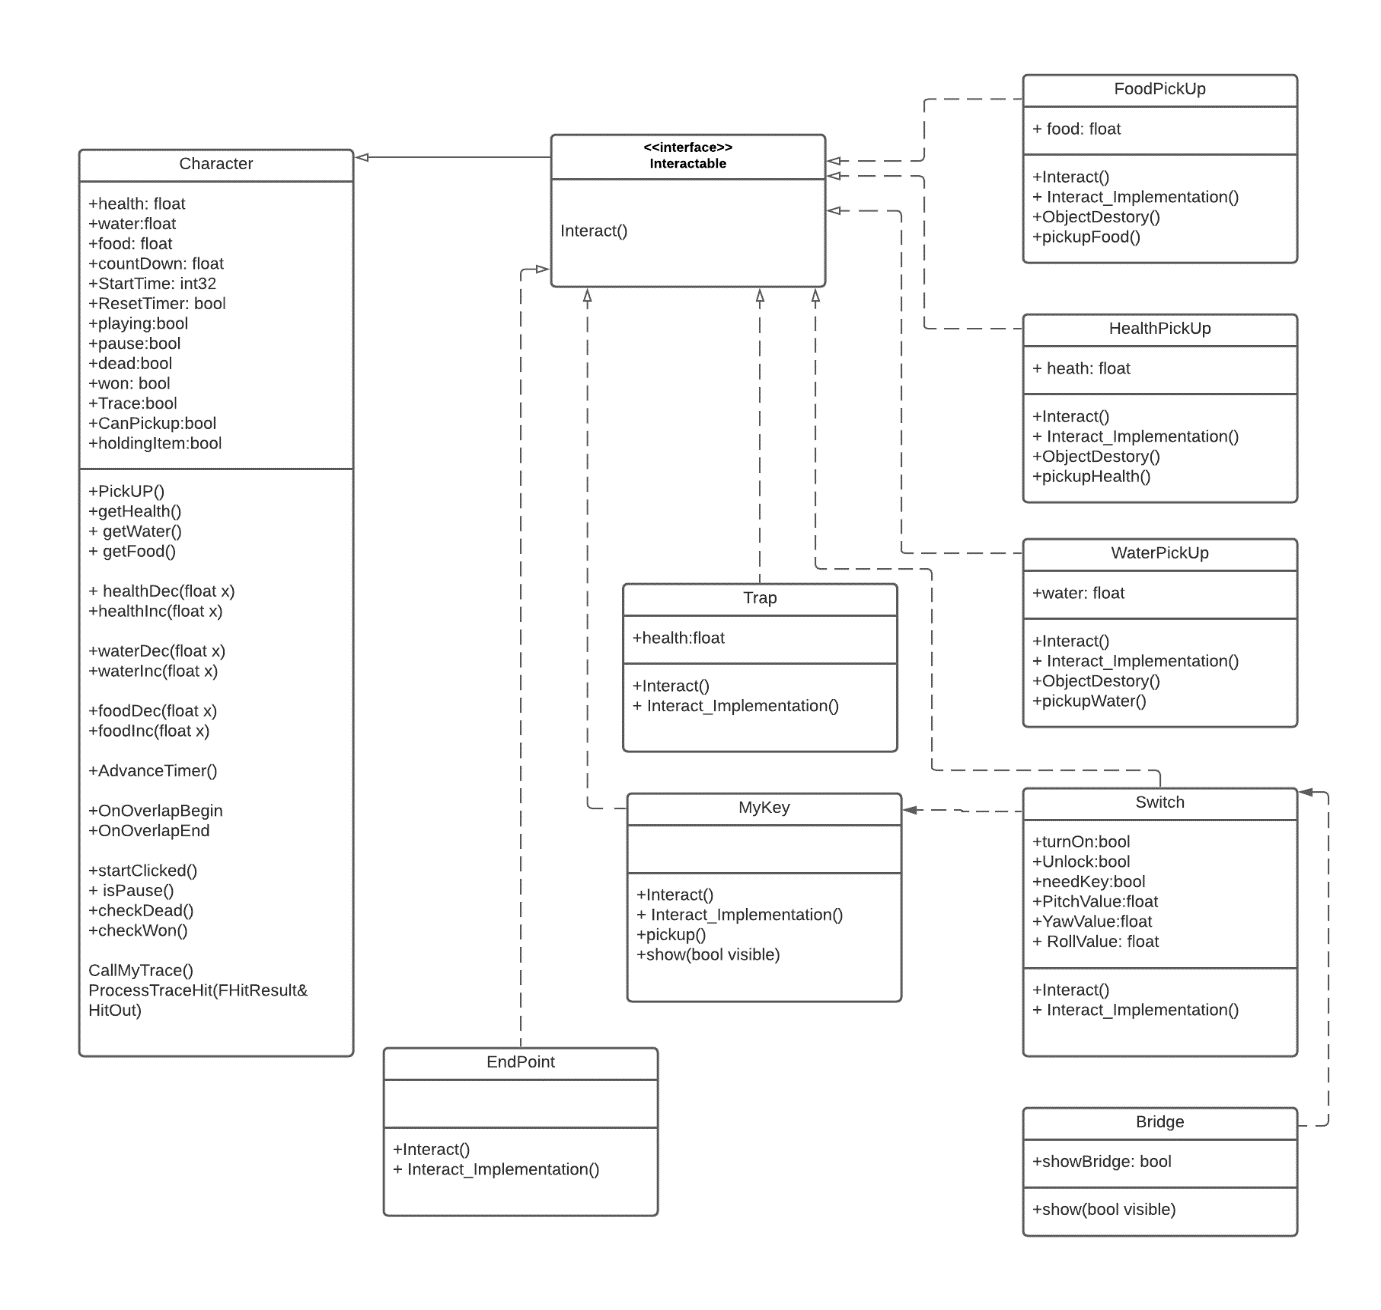 Character
+health: float
+water:float
+food: float
+countDown: float
+StartTime: int32
+ResetTimer: bool
+playing:bool
+pause:bool
+dead:bool
+won: bool
+Trace:bool
+CanPickup:bool
+holdingItem:bool
+PickUP()
+getHealth()
+ getWater()
+ getFood()
+ healthDec(float x)
+healthInc(float x)
+waterDec(float x)
+waterInc(float x)
+foodDec(float x)
+foodInc(float x)
+AdvanceTimer()
+OnOverlapBegin
+OnOverlapEnd
+startClicked()
+ isPause()
+checkDead()
+checkWon()
CallMyTrace()
ProcessTraceHit(FHitResult&
HitOut)
<<interface>>
Interactable
Interact()
FoodPickUp
+ food: float
+Interact()
+ Interact_Implementation()
+ObjectDestory()
+pickupFood()
HealthPickUp
+ heath: float
+Interact()
+ Interact_Implementation()
+ObjectDestory()
+pickupHealth()
WaterPickUp
+water: float
+Interact()
+ Interact_Implementation()
+ObjectDestory()
+pickupWater()
Trap
+health:float
+Interact()
+ Interact_Implementation()
MyKey
+Interact()
+ Interact_Implementation()
+pickup()
+show(bool visible)
Switch
+turnOn:bool
+Unlock:bool
+needKey:bool
+PitchValue:float
+YawValue:float
+ RollValue: float
+Interact()
+ Interact_Implementation()
EndPoint
+Interact()
+ Interact_Implementation()
Bridge
+showBridge: bool
+show(bool visible)